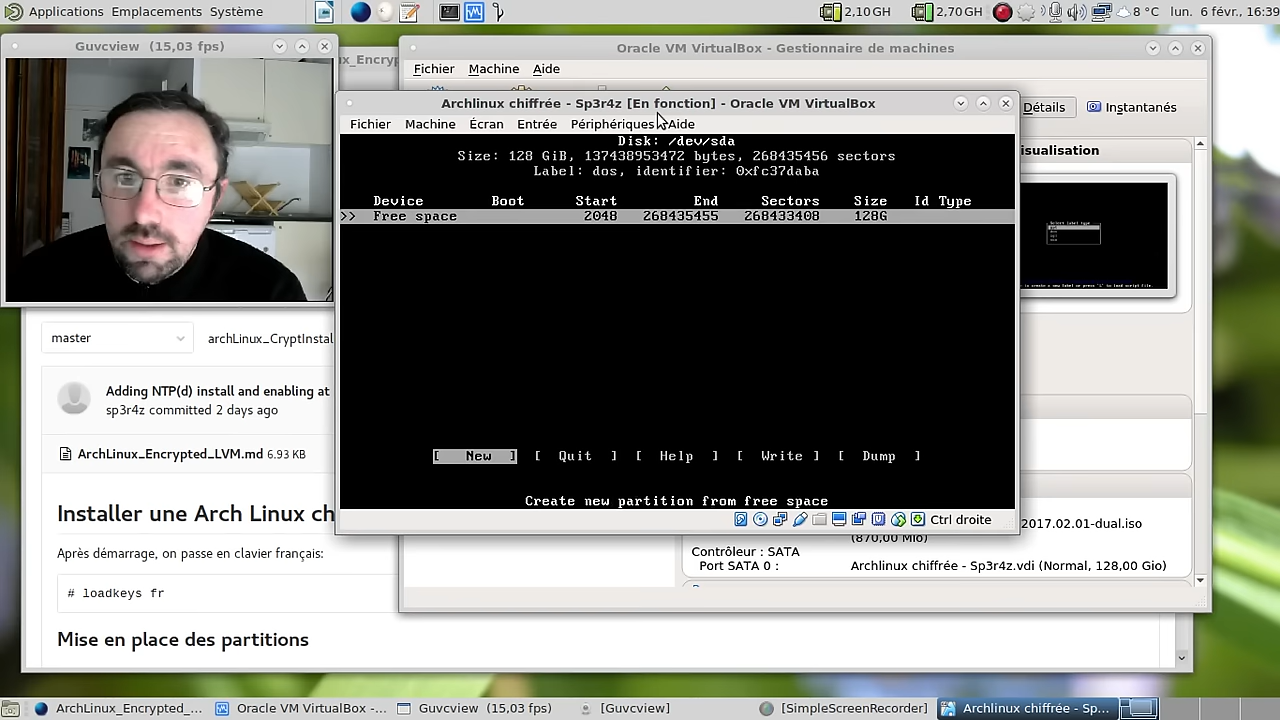 Applications Emplacements Système
2,10 GH 2,70 GH 8 °C lun. 6 févr., 16:39
Guvcview (15,03 fps)
ix_Encryp
Oracle VM VirtualBox - Gestionnaire de machines
Fichier Machine Aide
Détails Instantanés
Archlinux chiffrée - Sp3r4z [En fonction] - Oracle VM VirtualBox
Fichier Machine Écran Entrée Périphériques Aide
isualisation
Disk: /dev/sda
Size: 128 GiB, 137438953472 bytes, 268435456 sectors
Label: dos, identifier: 0xfc37daba
Device Boot Start End Sectors Size Id Type
>> Free space 2048 268435455 268433408 128G
[ New ] [ Quit ] [ Help ] [ Write ] [ Dump ]
Create new partition from free space
Ctrl droite
master archLinux_CryptInstal
Adding NTP(d) install and enabling at
sp3r4z committed 2 days ago
ArchLinux_Encrypted_LVM.md 6.93 KB
Installer une Arch Linux ch
Après démarrage, on passe en clavier français:
# loadkeys fr
Mise en place des partitions
2017.02.01-dual.iso
(870,00 Mio)
Contrôleur : SATA
Port SATA 0 : Archlinux chiffrée - Sp3r4z.vdi (Normal, 128,00 Gio)
ArchLinux_Encrypted_... Oracle VM VirtualBox -... Guvcview (15,03 fps) [Guvcview] [SimpleScreenRecorder] Archlinux chiffrée - Sp...